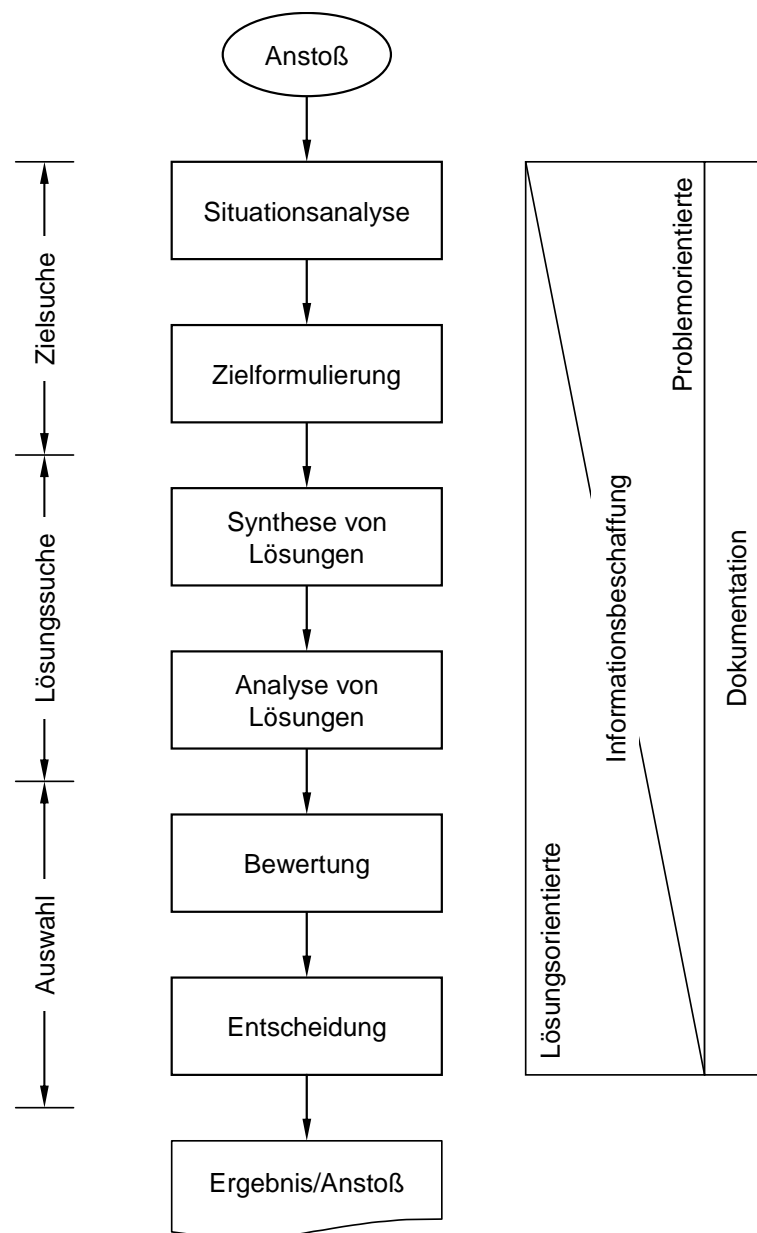 Anstoß
Situationsanalyse
Zielformulierung
Synthese von
Lösungen
Analyse von
Lösungen
Bewertung
Entscheidung
Ergebnis/Anstoß
Zielsuche
Lösungssuche
Auswahl
Problemorientierte
Informationsbeschaffung
Lösungsorientierte
Dokumentation